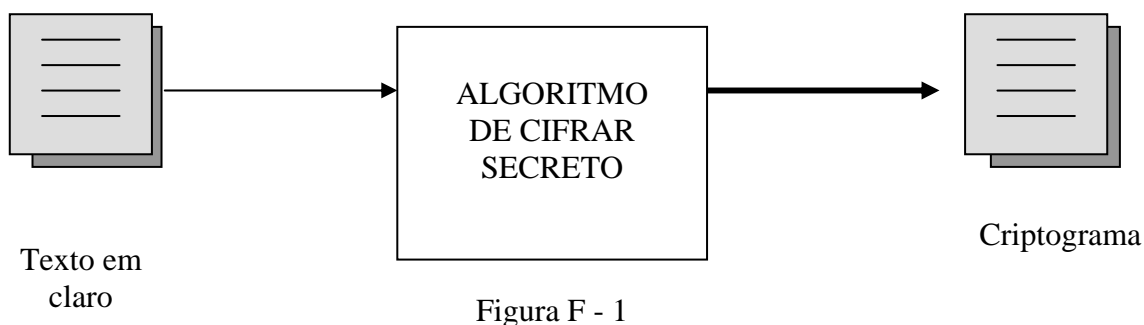 ALGORITMO
DE CIFRAR
SECRETO
Texto em
claro
Criptograma
Figura F - 1